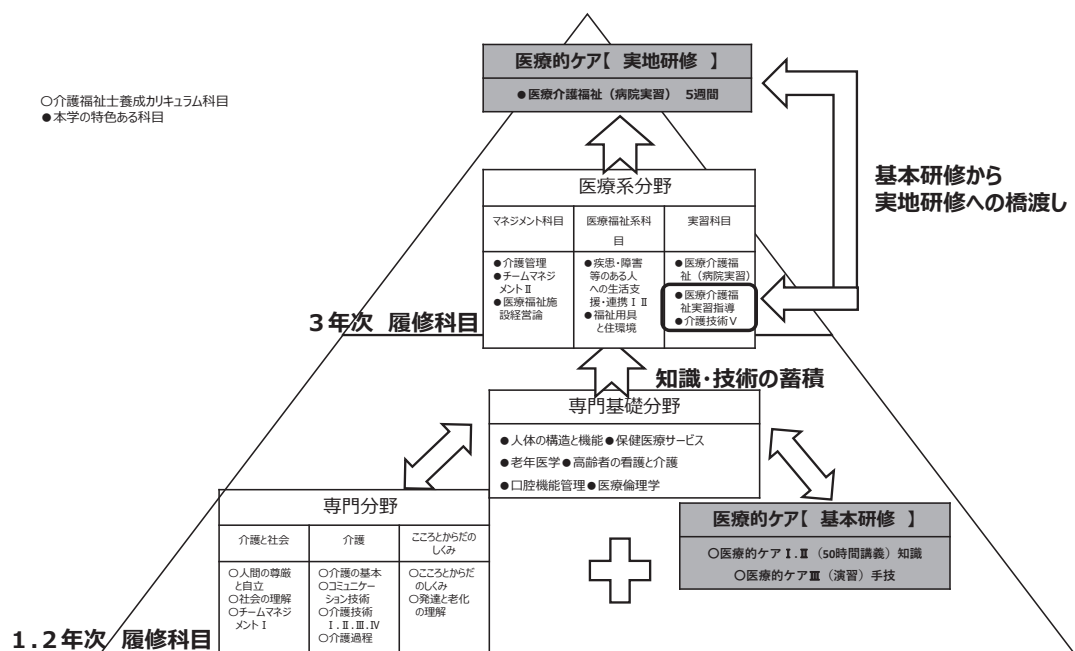 医療的ケア【 実地研修 】
●医療介護福祉（病院実習） 5週間
○介護福祉士養成カリキュラム科目
●本学の特色ある科目
基本研修から
実地研修への橋渡し
医療系分野
マネジメント科目
医療福祉系科
目
実習科目
●介護管理
●チームマネジ
メントⅡ
●医療福祉施
設経営論
●疾患・障害
等のある人
への生活支
援・連携ⅠⅡ
●福祉用具
と住環境
●医療介護福
祉（病院実習）
●医療介護福
祉実習指導
●介護技術Ⅴ
3年次 履修科目
知識・技術の蓄積
専門基礎分野
●人体の構造と機能●保健医療サービス
●老年医学●高齢者の看護と介護
●口腔機能管理●医療倫理学
専門分野
介護と社会
介護
こころとからだの
しくみ
○人間の尊厳
と自立
○社会の理解
○チームマネジ
メントⅠ
○介護の基本
○コミュニケー
ション技術
○介護技術
Ⅰ.Ⅱ.Ⅲ.Ⅳ
○介護過程
○こころとからだ
のしくみ
○発達と老化
の理解
医療的ケア【 基本研修 】
○医療的ケアⅠ.Ⅱ（50時間講義）知識
○医療的ケアⅢ（演習）手技
1.2年次 履修科目